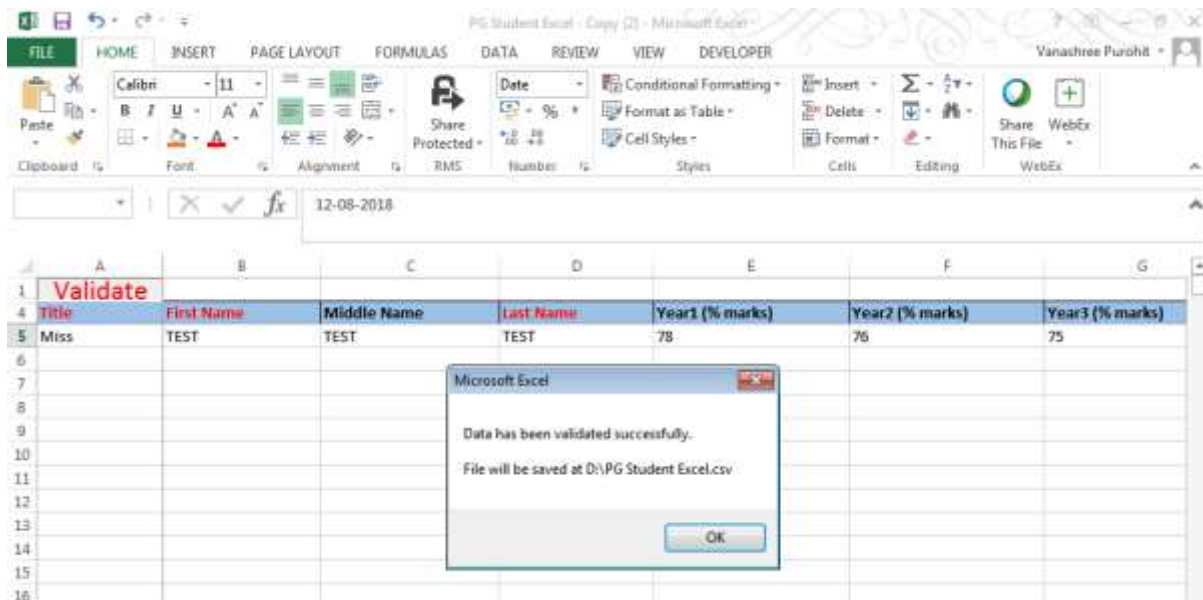 PG Student Excel - Copy (2) - Microsoft Excel
FILE HOME INSERT PAGE LAYOUT FORMULAS DATA REVIEW VIEW DEVELOPER Vanashree Purohit
Calibri 11 Date Conditional Formatting Insert
Paste B I U A A % Format as Table Delete Share WebEx
Share Protected Cell Styles Format This File
Clipboard Font Alignment RMS Number Styles Cells Editing WebEx
fx 12-08-2018
A B C D E F G
1 Validate
4 Title First Name Middle Name Last Name Year1 (% marks) Year2 (% marks) Year3 (% marks)
5 Miss TEST TEST TEST 78 76 75
6
7 Microsoft Excel
8
9 Data has been validated successfully.
10 File will be saved at D:\PG Student Excel.csv
11
12
13
14 OK
15
16